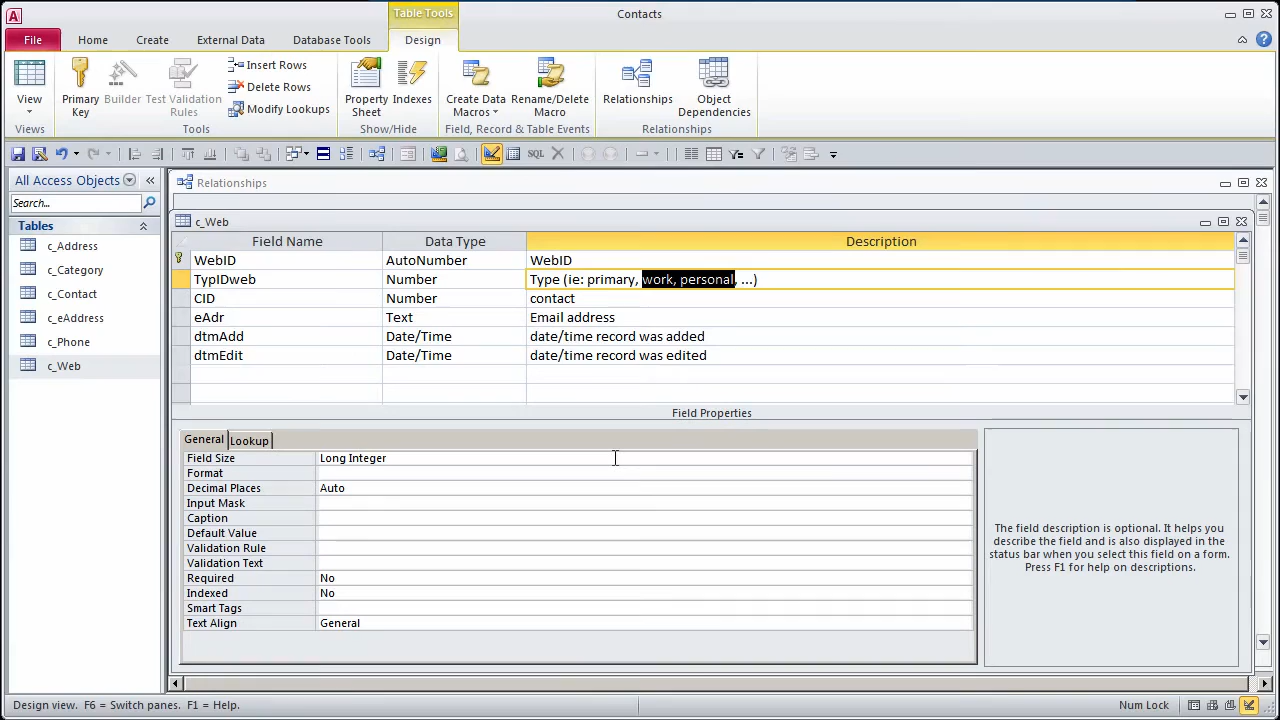 Table Tools
Contacts
File
Home
Create
External Data
Database Tools
Design
View
Primary Key
Builder
Test Validation Rules
Insert Rows
Delete Rows
Modify Lookups
Property Sheet
Indexes
Create Data Macros
Rename/Delete Macro
Relationships
Object Dependencies
Views
Tools
Show/Hide
Field, Record & Table Events
Relationships
SQL
All Access Objects
Search...
Tables
c_Address
c_Category
c_Contact
c_eAddress
c_Phone
c_Web
Relationships
c_Web
Field Name Data Type Description
WebID AutoNumber WebID
TypIDweb Number Type (ie: primary, work, personal, ...)
CID Number contact
eAdr Text Email address
dtmAdd Date/Time date/time record was added
dtmEdit Date/Time date/time record was edited
Field Properties
General Lookup
Field Size Long Integer
Format
Decimal Places Auto
Input Mask
Caption
Default Value
Validation Rule
Validation Text
Required No
Indexed No
Smart Tags
Text Align General
The field description is optional. It helps you
describe the field and is also displayed in the
status bar when you select this field on a form.
Press F1 for help on descriptions.
Design view. F6 = Switch panes. F1 = Help.
Num Lock